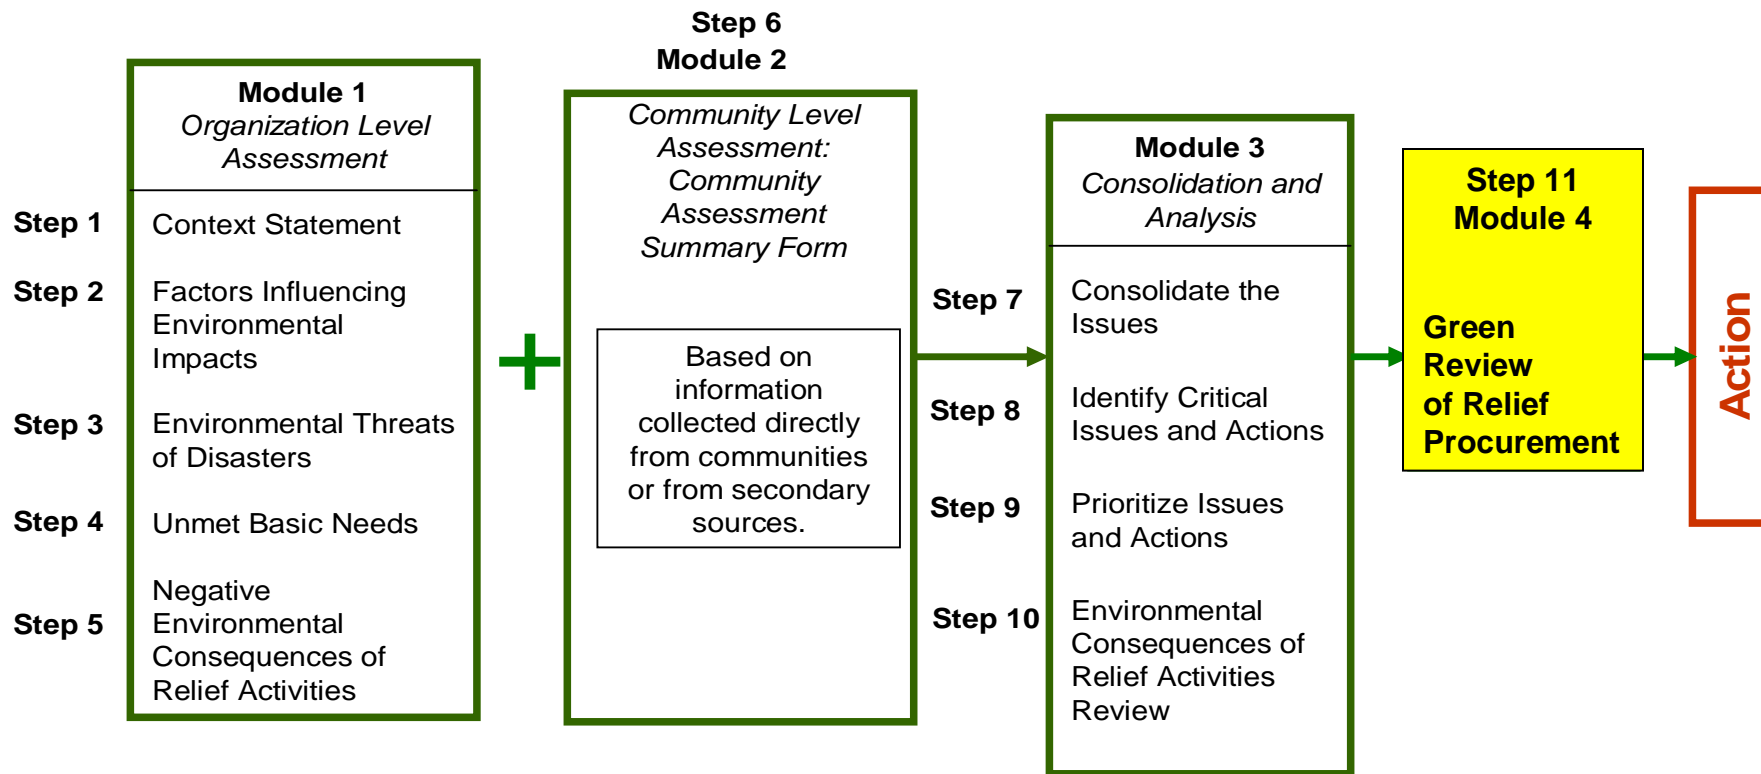 Step 6
Module 2
Module 1
Organization Level
Assessment
Step 1
Context Statement
Step 2
Factors Influencing
Environmental
Impacts
Step 3
Environmental Threats
of Disasters
Step 4
Unmet Basic Needs
Step 5
Negative
Environmental
Consequences of
Relief Activities
+
Community Level
Assessment:
Community
Assessment
Summary Form
Based on
information
collected directly
from communities
or from secondary
sources.
Module 3
Consolidation and
Analysis
Step 7
Consolidate the
Issues
Step 8
Identify Critical
Issues and Actions
Step 9
Prioritize Issues
and Actions
Step 10
Environmental
Consequences of
Relief Activities
Review
Step 11
Module 4
Green
Review
of Relief
Procurement
Action